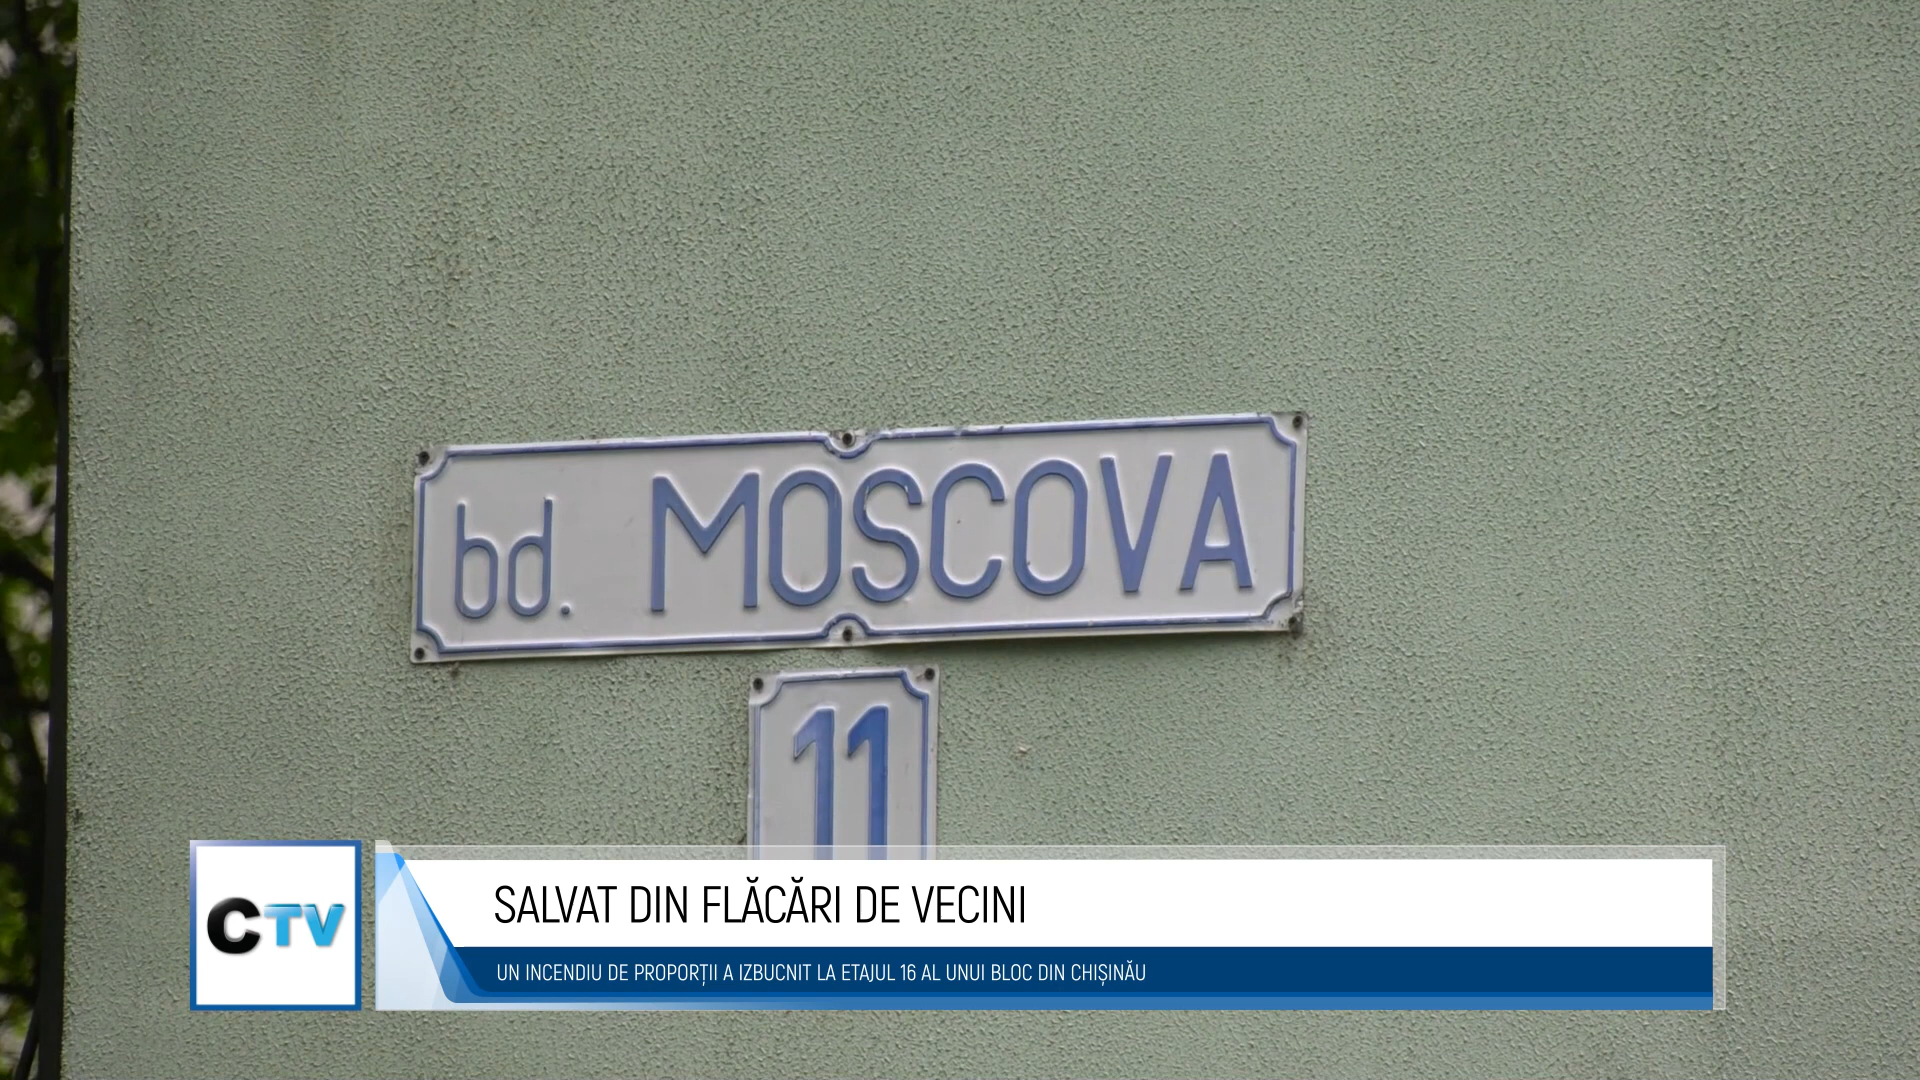 bd. MOSCOVA
11
CTV
SALVAT DIN FLĂCĂRI DE VECINI
UN INCENDIU DE PROPORȚII A IZBUCNIT LA ETAJUL 16 AL UNUI BLOC DIN CHIȘINĂU